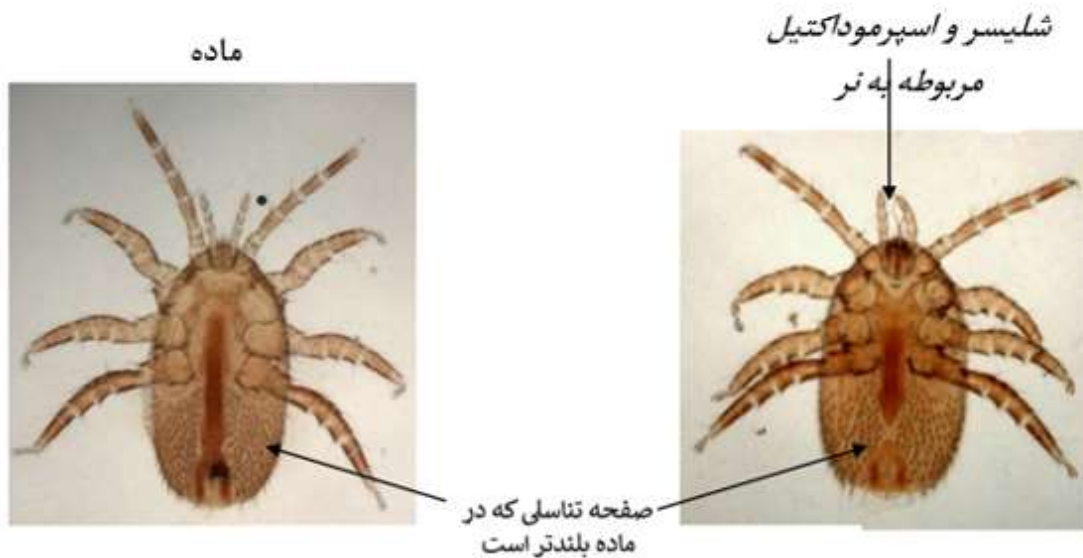 شلیسر و اسپرموداکتیل
مربوطه به نر
ماده
صفحه تناسلی که در
ماده بلندتر است